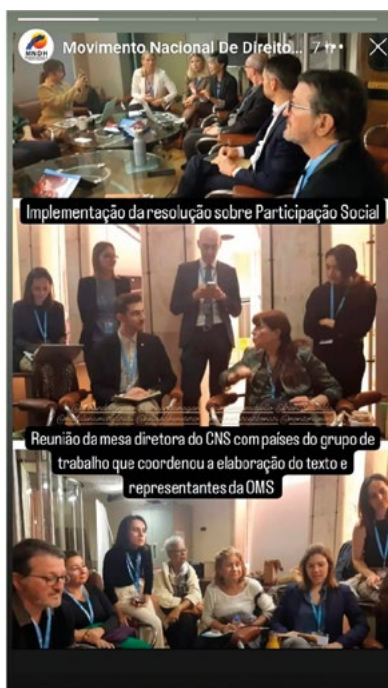 MNDH
Movimento Nacional De Direito...
Implementação da resolução sobre Participação Social
Reunião da mesa diretora do CNS com países do grupo de
trabalho que coordenou a elaboração do texto e
representantes da OMS